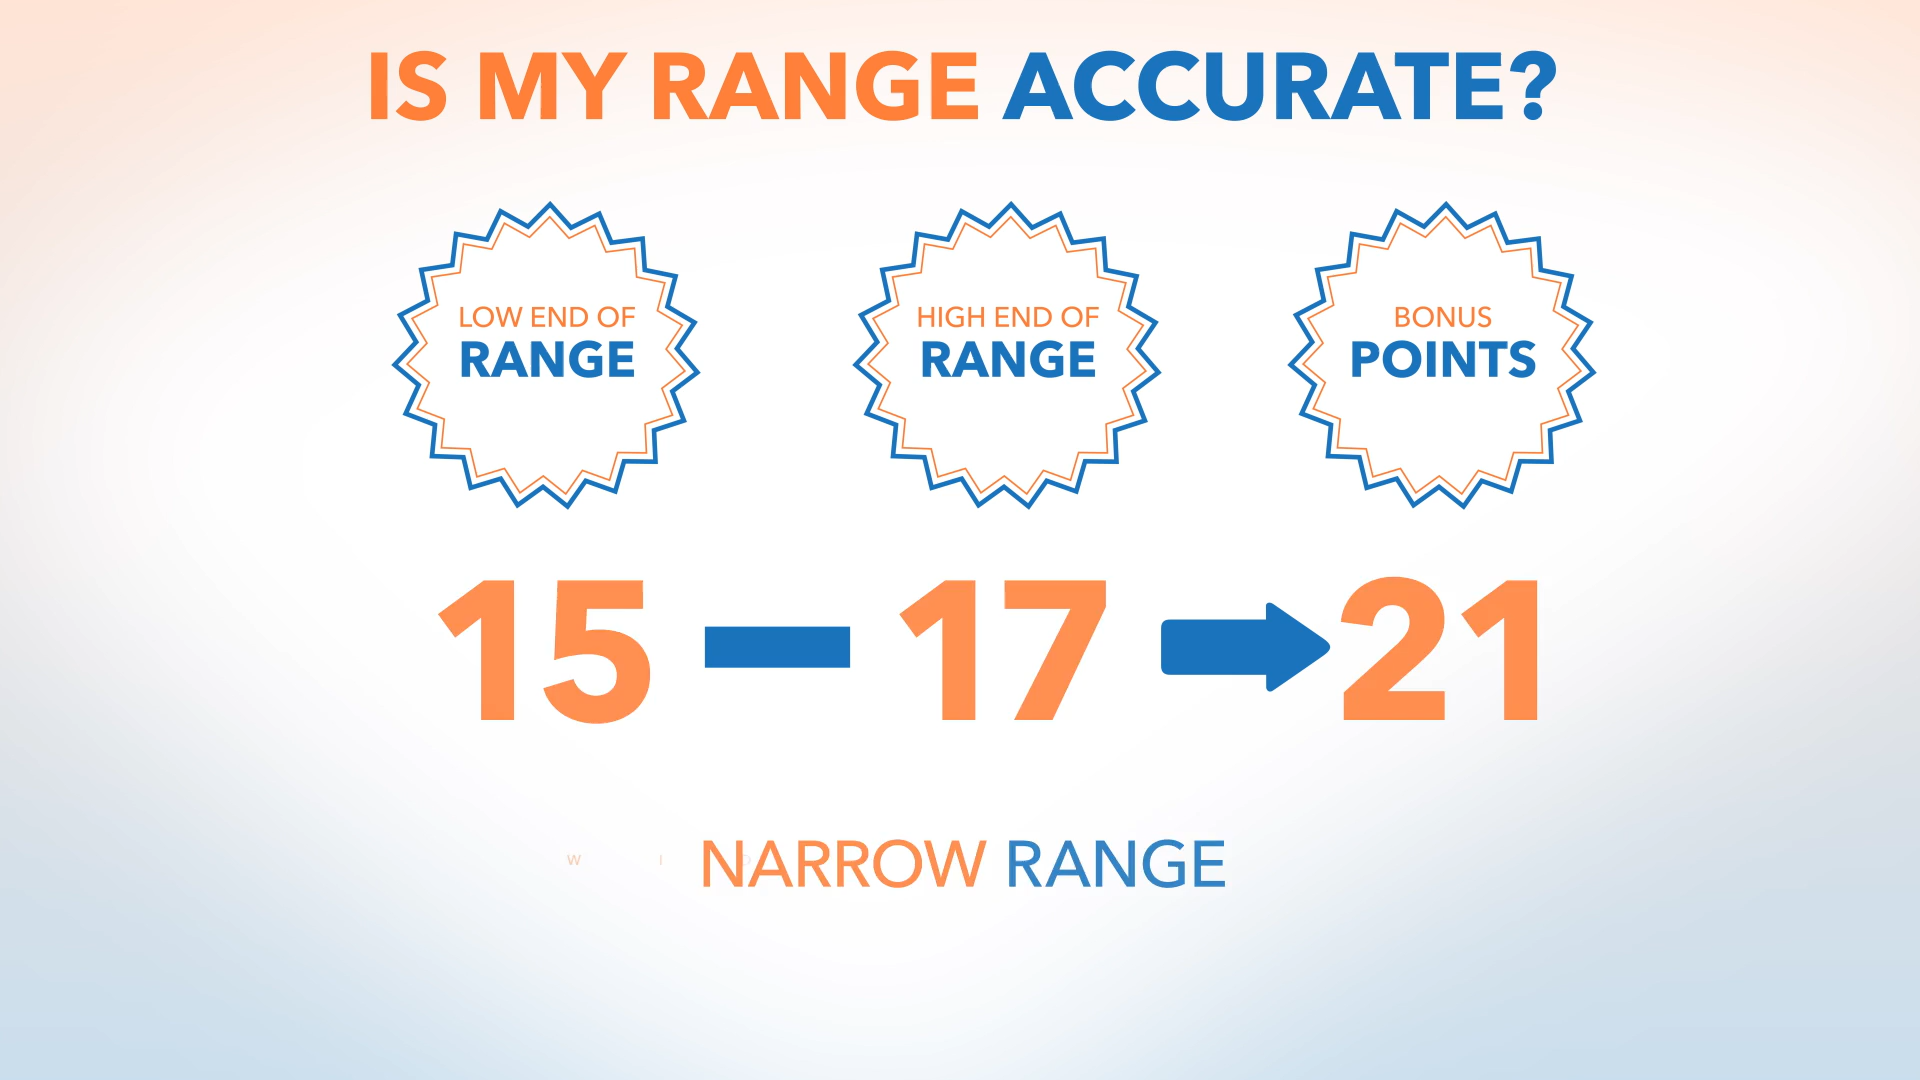 IS MY RANGE ACCURATE?
LOW END OF
RANGE
HIGH END OF
RANGE
BONUS
POINTS
15 17 21
W I D NARROW RANGE